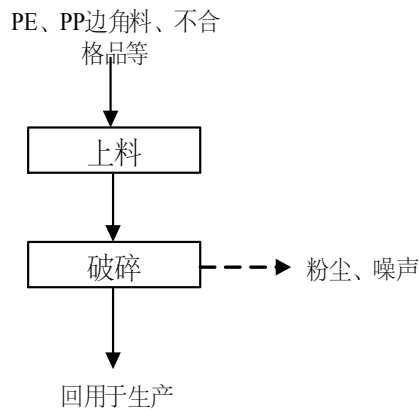 PE、PP边角料、不合
格品等
上料
破碎
粉尘、噪声
回用于生产